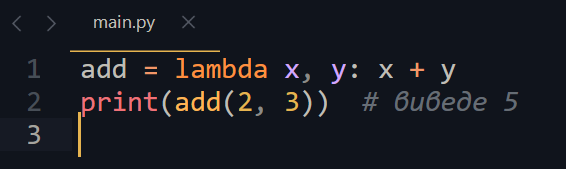 main.py
1 add = lambda x, y: x + y
2 print(add(2, 3))  # виведе 5
3